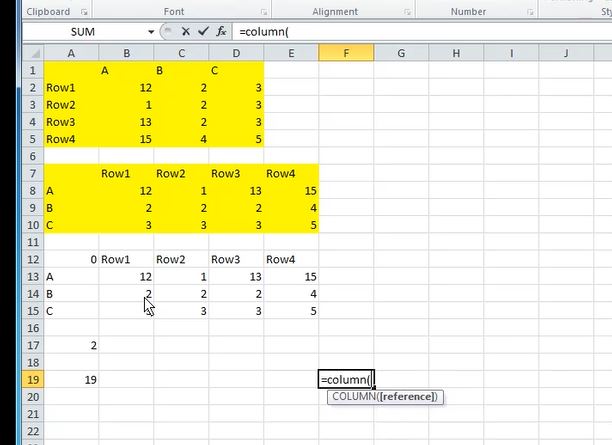 Clipboard Font Alignment Number
SUM fx =column(
A B C D E F G H I J
1 A B C
2 Row1 12 2 3
3 Row2 1 2 3
4 Row3 13 2 3
5 Row4 15 4 5
6
7 Row1 Row2 Row3 Row4
8 A 12 1 13 15
9 B 2 2 2 4
10 C 3 3 3 5
11
12 0 Row1 Row2 Row3 Row4
13 A 12 1 13 15
14 B 2 2 2 4
15 C 3 3 5
16
17 2
18
19 19 =column(
20 COLUMN([reference])
21
22